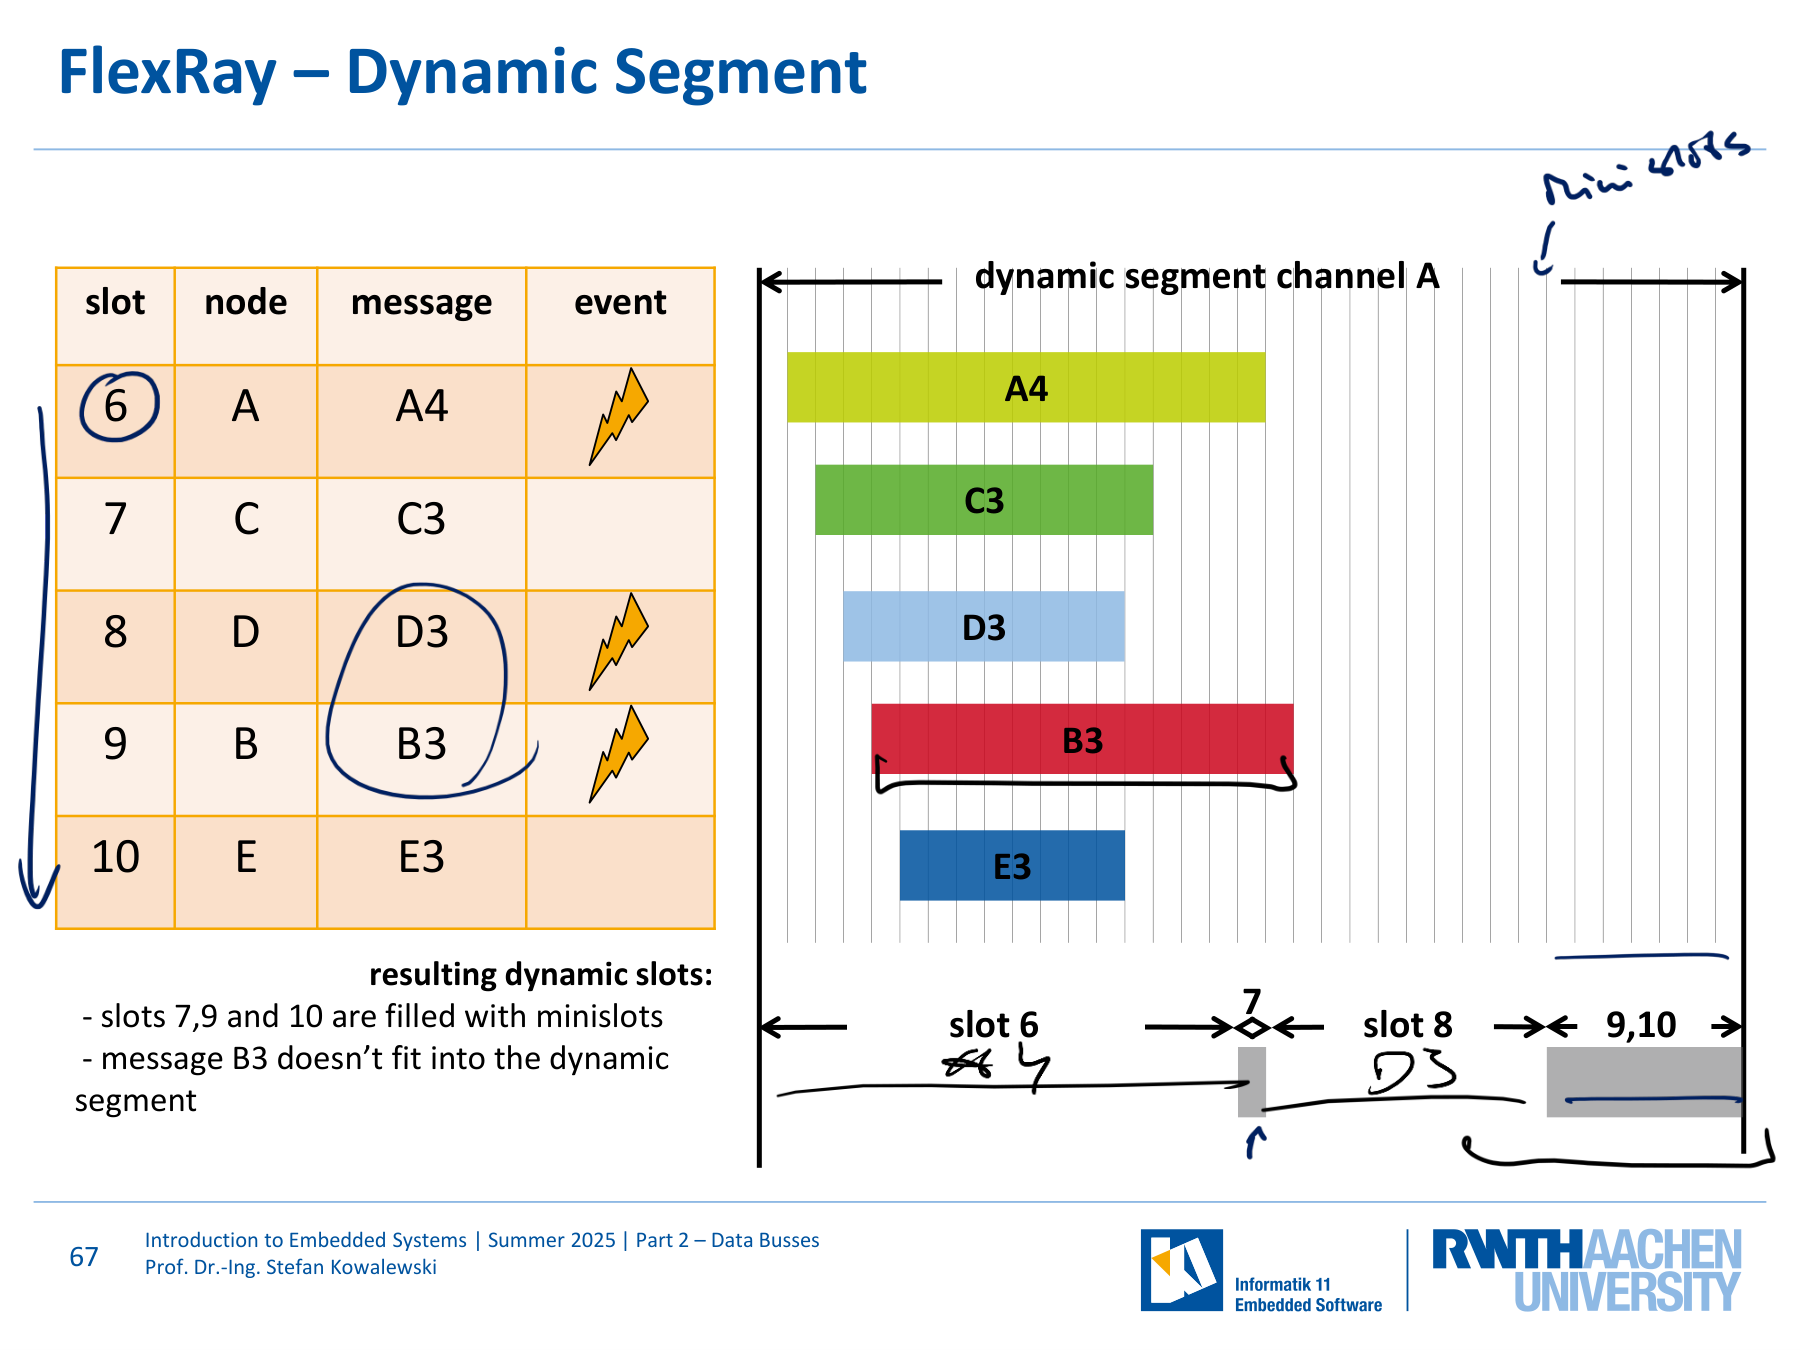 FlexRay – Dynamic Segment
Mini slots
slot node message event
6 A A4
7 C C3
8 D D3
9 B B3
10 E E3
dynamic segment channel A
A4
C3
D3
B3
E3
resulting dynamic slots:
- slots 7,9 and 10 are filled with minislots
- message B3 doesn’t fit into the dynamic
segment
7
slot 6 slot 8 9,10
4 D3
67
Introduction to Embedded Systems | Summer 2025 | Part 2 – Data Busses
Prof. Dr.-Ing. Stefan Kowalewski
Informatik 11
Embedded Software
RWTHAACHEN
UNIVERSITY